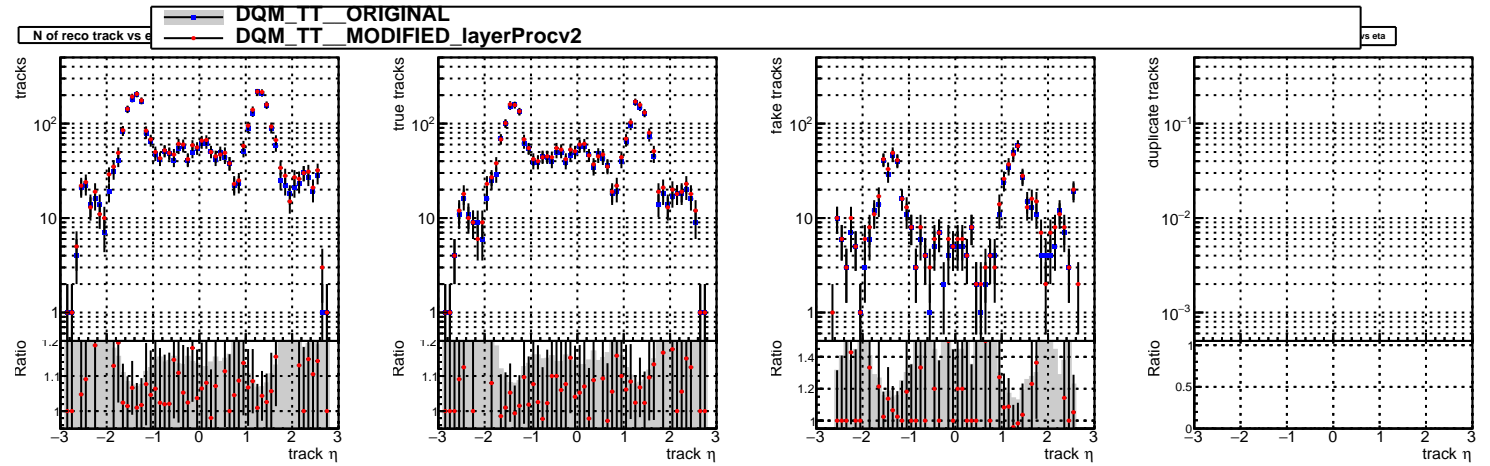 DQM_TT__ORIGINAL
DQM_TT__MODIFIED_layerProcv2
N of reco track vs e
vs eta
tracks
10²
10
1
Ratio
1.2
1.1
1
−3 −2 −1 0 1 2 3
track η
true tracks
10²
10
1
Ratio
1.2
1.1
1
−3 −2 −1 0 1 2 3
track η
fake tracks
10²
10
1
Ratio
1.4
1.2
1
−3 −2 −1 0 1 2 3
track η
duplicate tracks
10⁻¹
10⁻²
10⁻³
Ratio
1
0.5
0
−3 −2 −1 0 1 2 3
track η